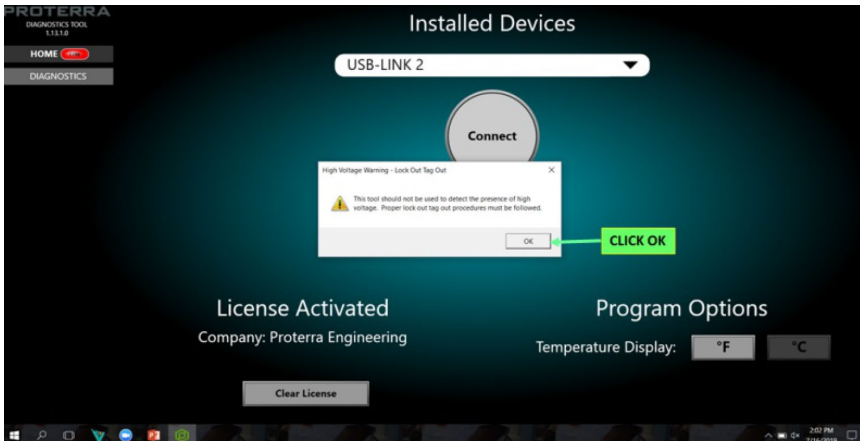 PROTERRA
DIAGNOSTICS TOOL
1.13.1.0
HOME
DIAGNOSTICS
Installed Devices
USB-LINK 2
Connect
High Voltage Warning - Lock Out Tag Out
This tool should not be used to detect the presence of high
voltage. Proper lock out tag out procedures must be followed.
OK
CLICK OK
License Activated
Company: Proterra Engineering
Clear License
Program Options
Temperature Display:
°F
°C
2:02 PM
7/16/2019